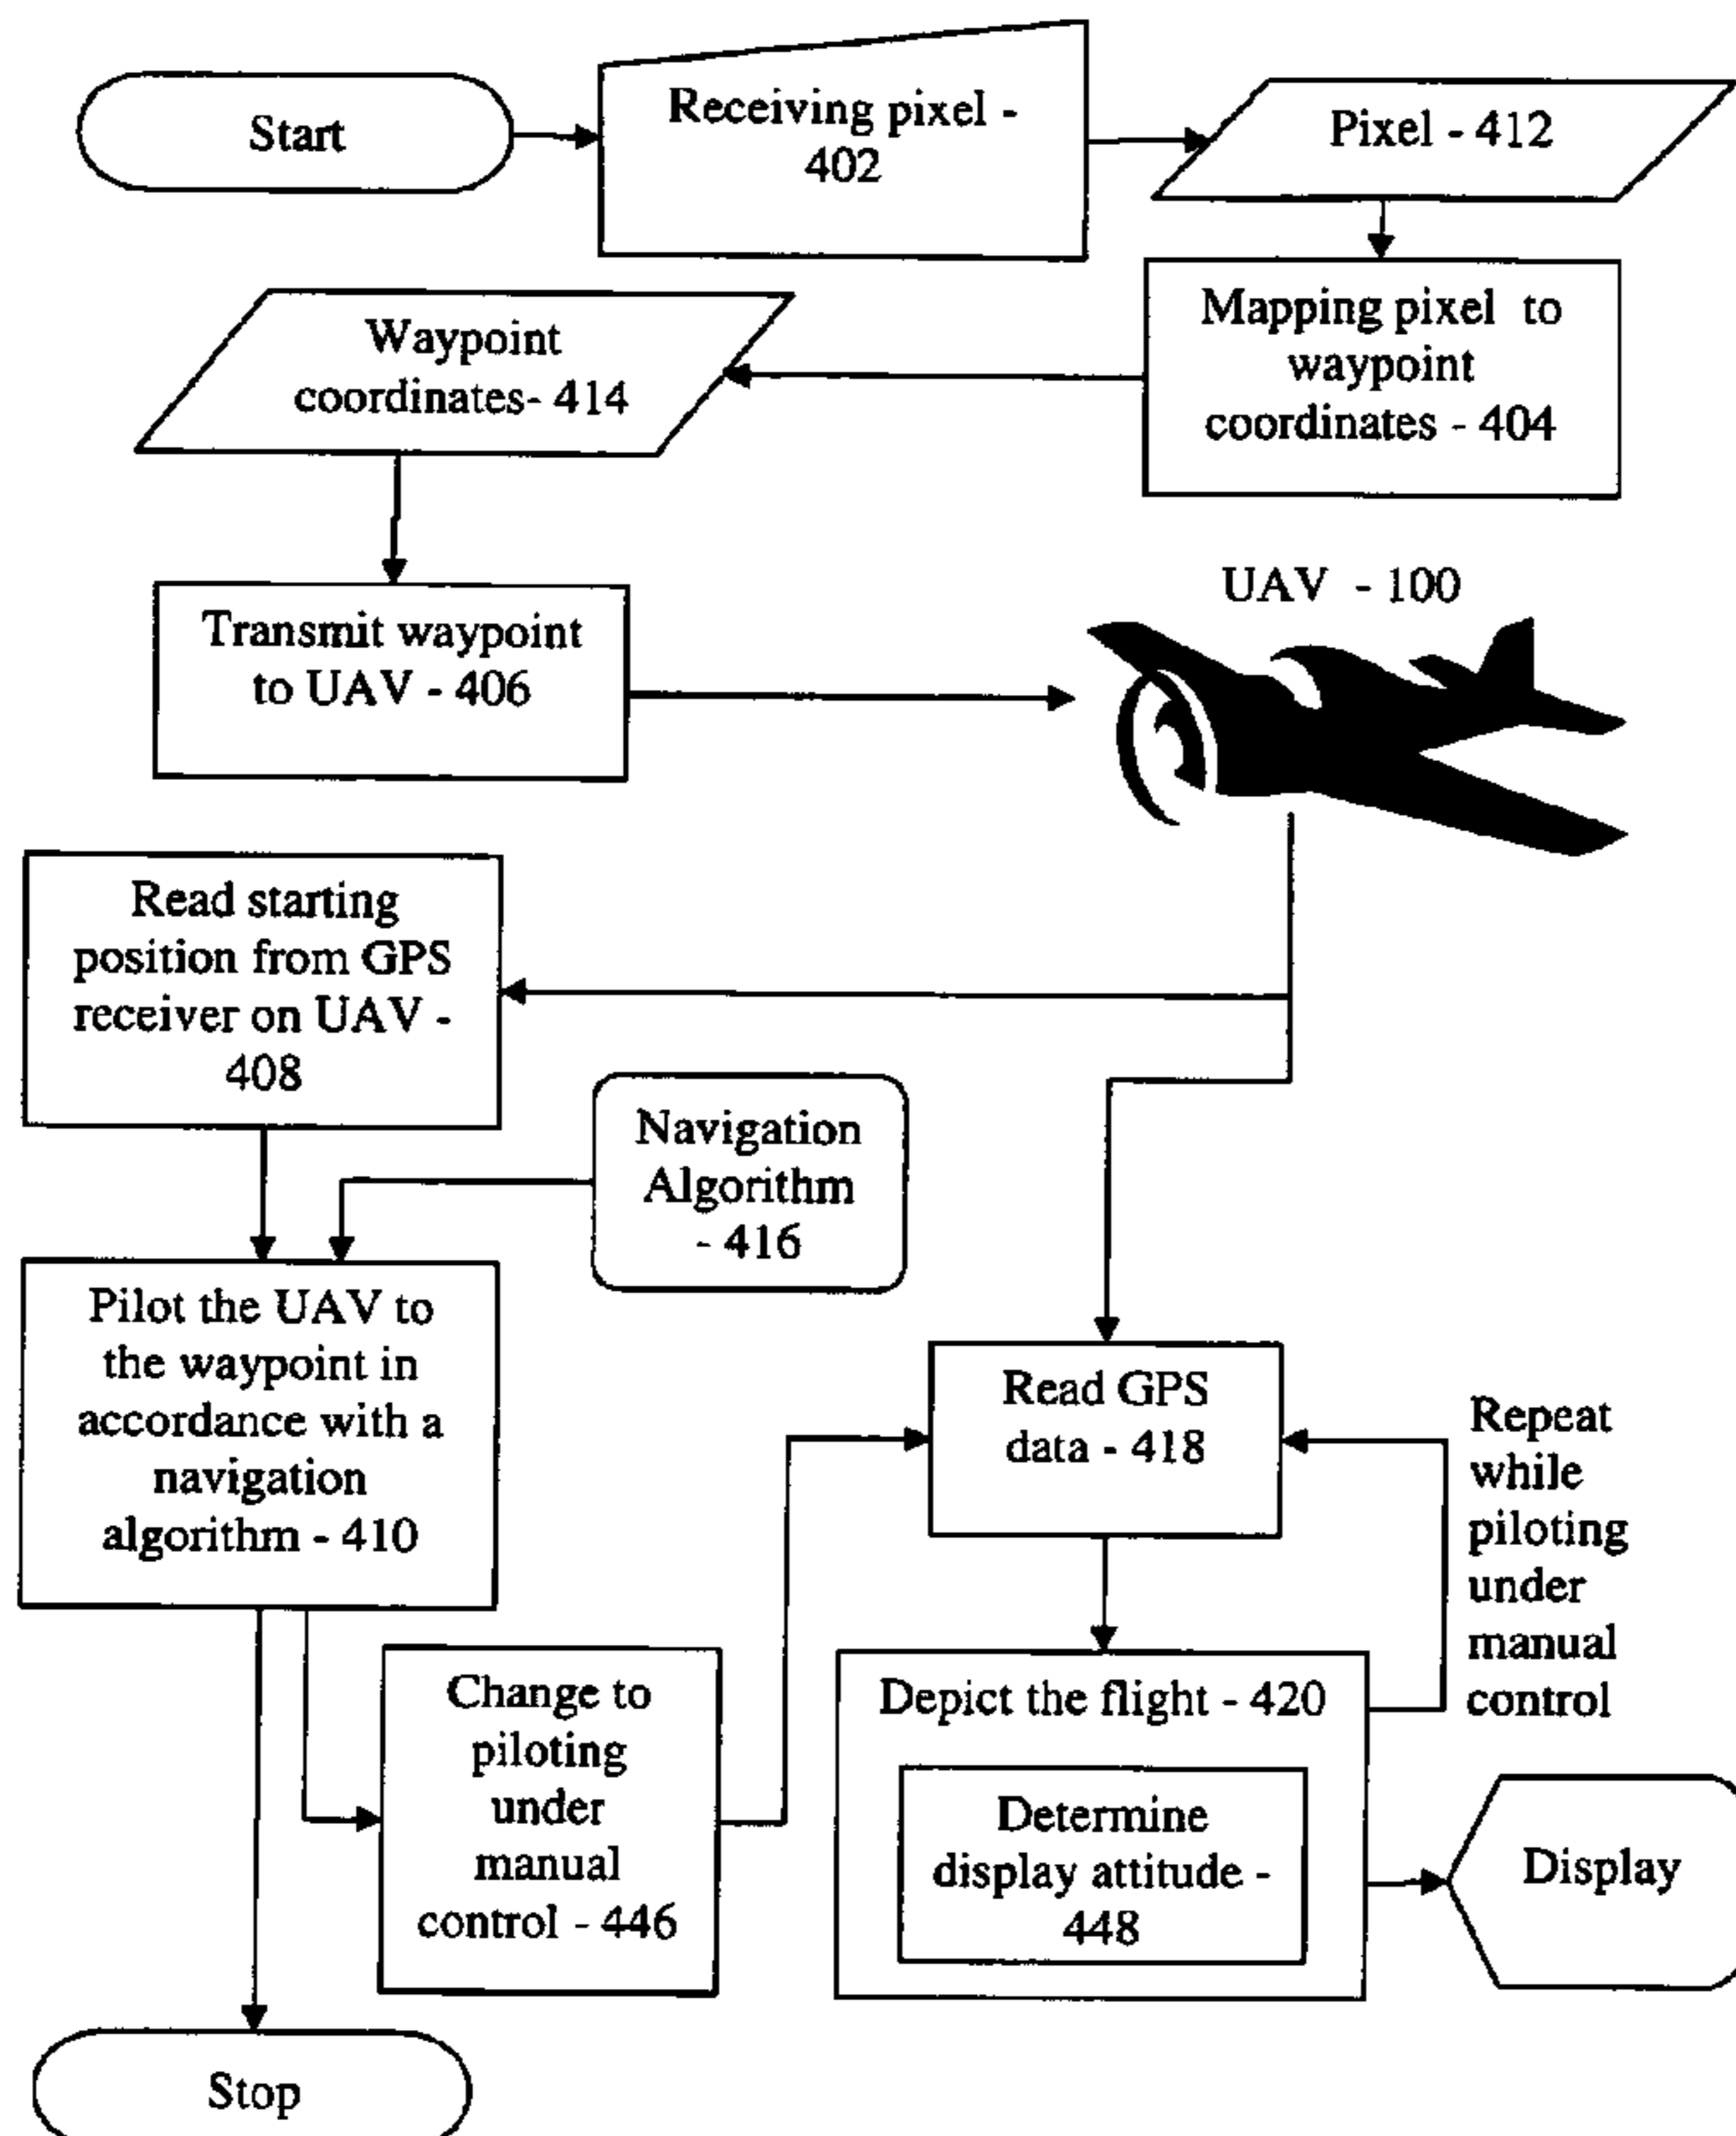 Start
Receiving pixel -
402
Pixel - 412
Mapping pixel to
waypoint
coordinates - 404
Waypoint
coordinates- 414
Transmit waypoint
to UAV - 406
UAV - 100
Read starting
position from GPS
receiver on UAV -
408
Navigation
Algorithm
- 416
Pilot the UAV to
the waypoint in
accordance with a
navigation
algorithm - 410
Read GPS
data - 418
Repeat
while
piloting
under
manual
control
Change to
piloting
under
manual
control - 446
Depict the flight - 420
Determine
display attitude -
448
Display
Stop